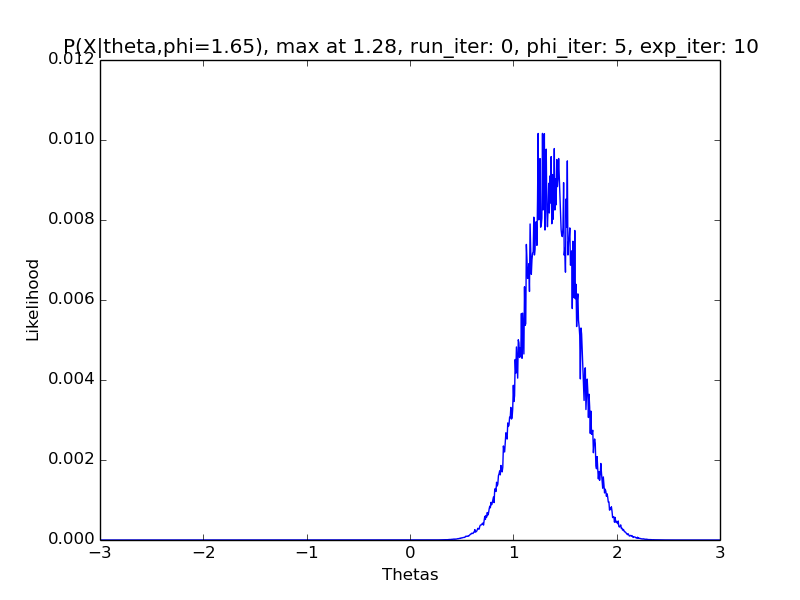 P(X|theta,phi=1.65), max at 1.28, run_iter: 0, phi_iter: 5, exp_iter: 10
0.012
0.010
0.008
0.006
0.004
0.002
0.000
Likelihood
−3 −2 −1 0 1 2 3
Thetas